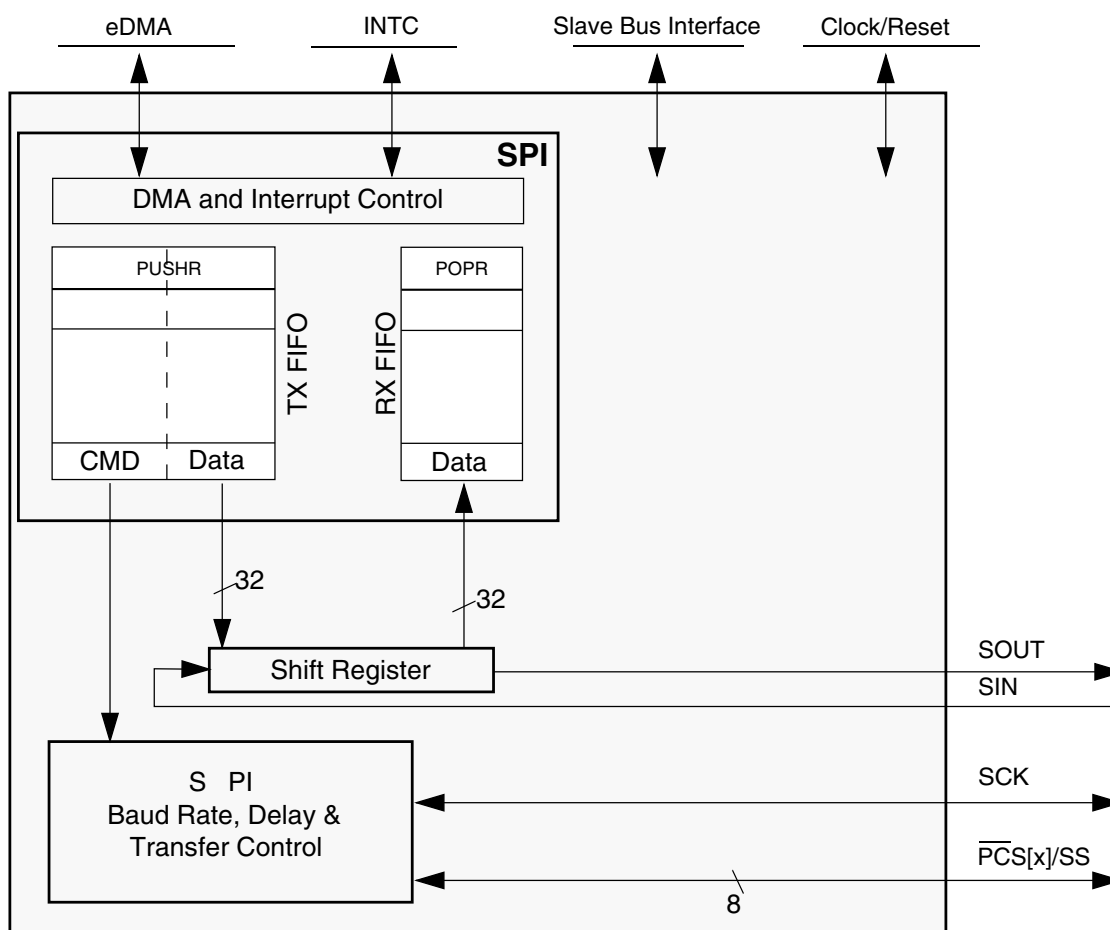 eDMA
INTC
Slave Bus Interface
Clock/Reset
SPI
DMA and Interrupt Control
PUSHR
POPR
TX FIFO
RX FIFO
CMD
Data
Data
32
32
Shift Register
SOUT
SIN
S PI
Baud Rate, Delay &
Transfer Control
SCK
PCS[x]/SS
8